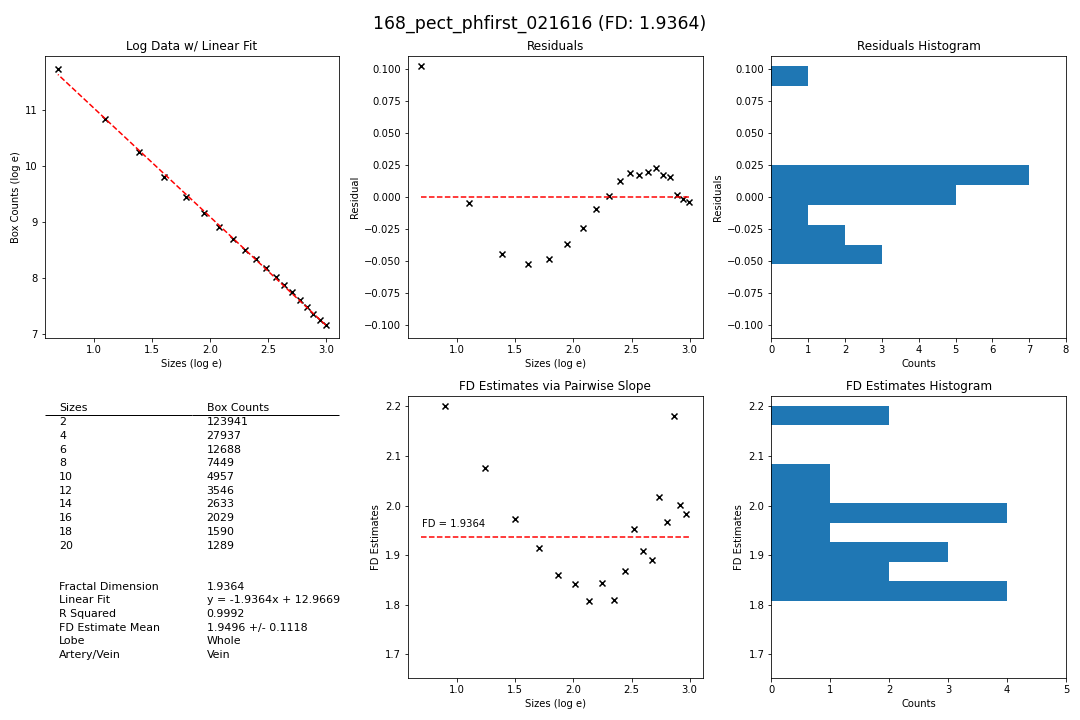 168_pect_phfirst_021616 (FD: 1.9364)
Log Data w/ Linear Fit
11
10
9
8
7
1.0 1.5 2.0 2.5 3.0
Box Counts (log e)
Sizes (log e)
Residuals
0.100
0.075
0.050
0.025
0.000
−0.025
−0.050
−0.075
−0.100
1.0 1.5 2.0 2.5 3.0
Residual
Sizes (log e)
Residuals Histogram
0.100
0.075
0.050
0.025
0.000
−0.025
−0.050
−0.075
−0.100
0 1 2 3 4 5 6 7 8
Residuals
Counts
Sizes Box Counts
2 123941
4 27937
6 12688
8 7449
10 4957
12 3546
14 2633
16 2029
18 1590
20 1289
Fractal Dimension 1.9364
Linear Fit y = -1.9364x + 12.9669
R Squared 0.9992
FD Estimate Mean 1.9496 +/- 0.1118
Lobe Whole
Artery/Vein Vein
FD Estimates via Pairwise Slope
2.2
2.1
2.0
1.9
1.8
1.7
FD = 1.9364
1.0 1.5 2.0 2.5 3.0
FD Estimates
Sizes (log e)
FD Estimates Histogram
2.2
2.1
2.0
1.9
1.8
1.7
0 1 2 3 4 5
FD Estimates
Counts